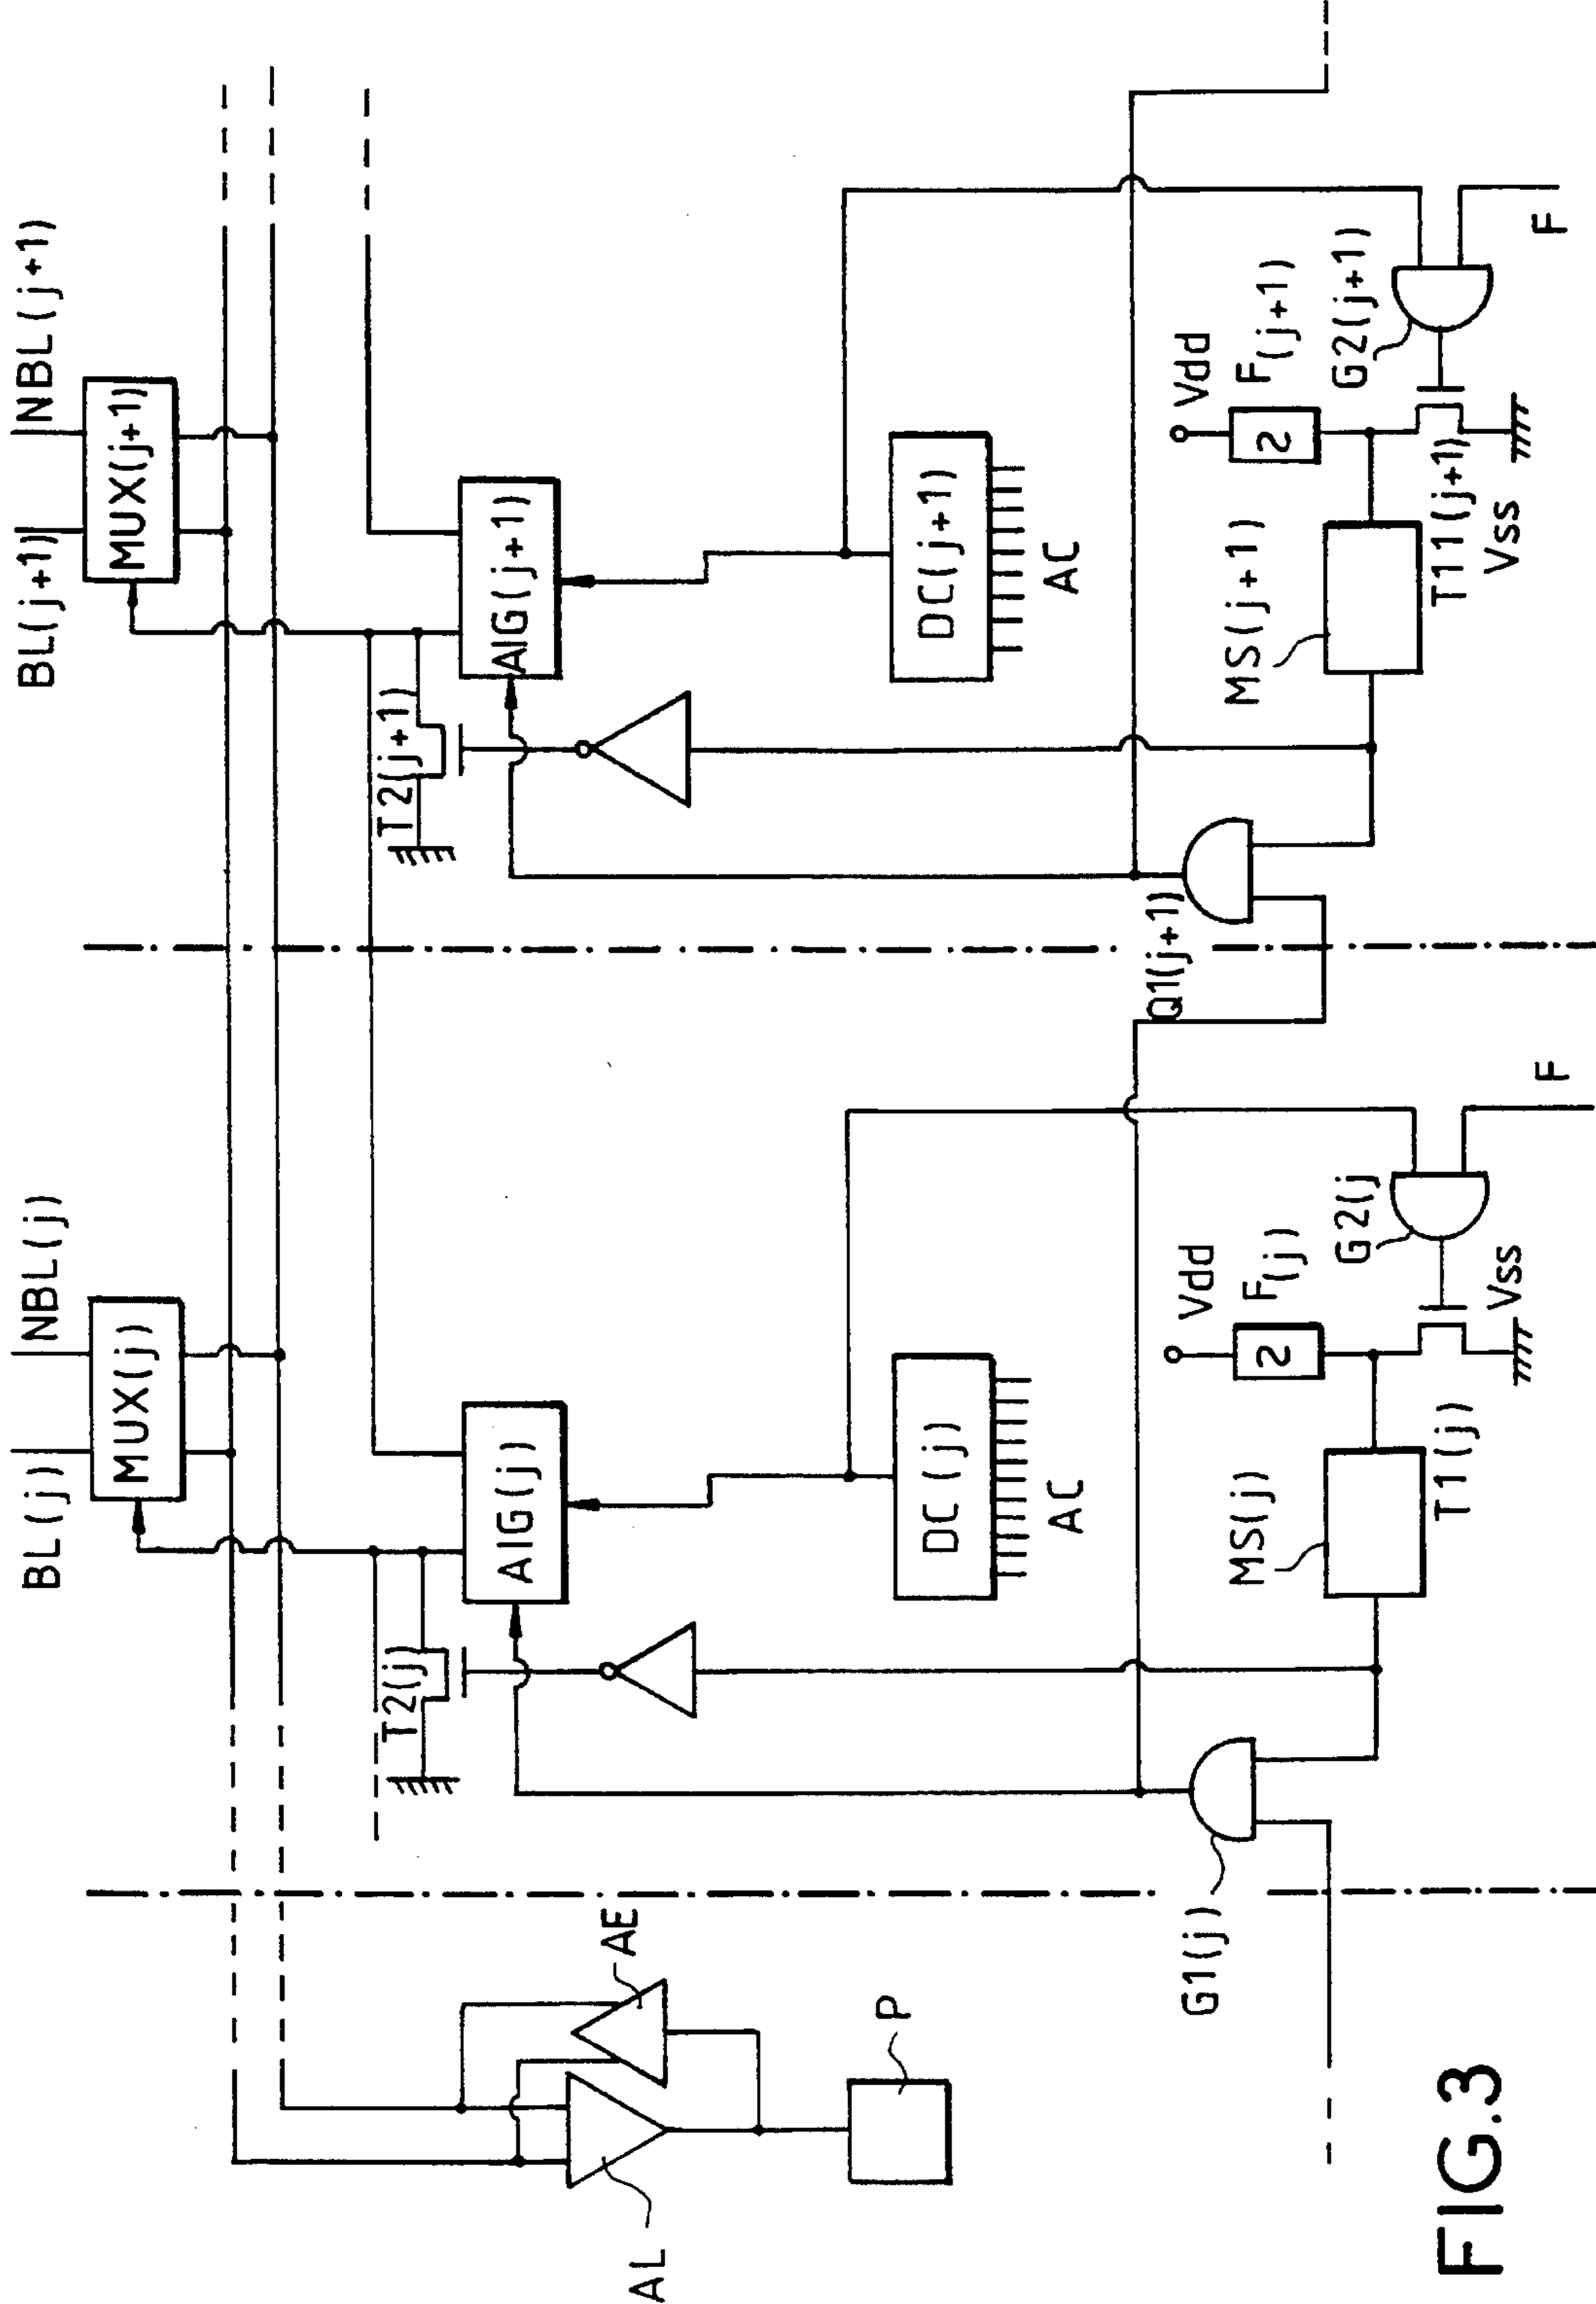 BL(j)
NBL(j)
BL(j+1)
NBL(j+1)
MUX(j)
MUX(j+1)
T2(j)
T2(j+1)
AIG(j)
AIG(j+1)
AL
AE
P
DC(j)
DC(j+1)
AC
AC
G1(j)
Q1(j+1)
MS(j)
Vdd
F(j)
2
MS(j+1)
Vdd
F(j+1)
2
G2(j
G2(j+1)
T1(j)
Vss
F
T11(j+1)
Vss
F
FIG.3